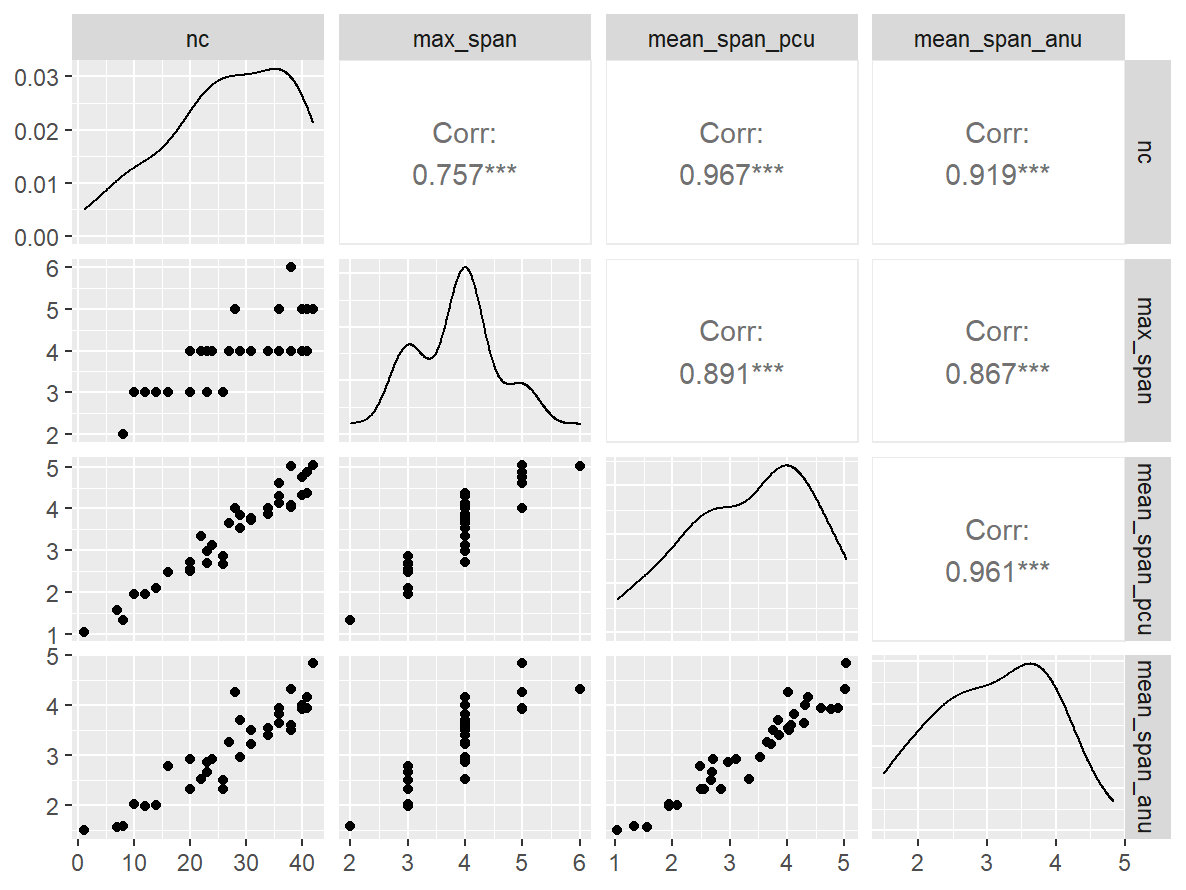 nc max_span mean_span_pcu mean_span_anu
0.03
0.02
0.01
0.00
Corr:
0.757***
Corr:
0.967***
Corr:
0.919***
nc
6
5
4
3
2
Corr:
0.891***
Corr:
0.867***
max_span
5
4
3
2
1
Corr:
0.961***
mean_span_pcu
5
4
3
2
mean_span_anu
0 10 20 30 40
2 3 4 5 6
1 2 3 4 5
2 3 4 5